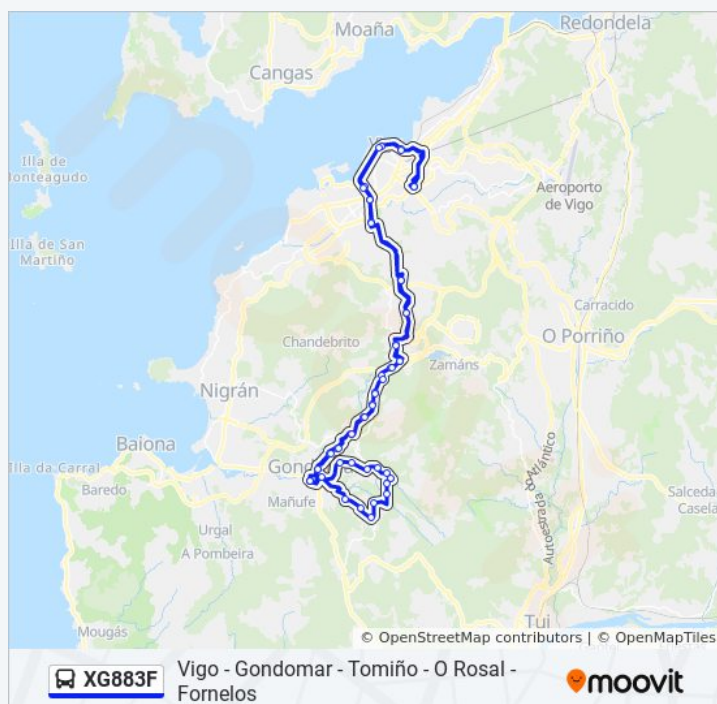 Moaña
Redondela
Cangas
Illa de
Monteagudo
Aeroporto
de Vigo
Illa de San
Martiño
Carracido
Chandebrito
O Porriño
Zamáns
Nigrán
Baiona
Illa da Carral
Baredo
Mañufe
Urgal
A Pombeira
Autoestrada do Atlántico
Salceda
Casela
Mougás
Tui
© OpenStreetMap contributors | © OpenMapTiles
XG883F
Vigo - Gondomar - Tomiño - O Rosal -
Fornelos
moovit